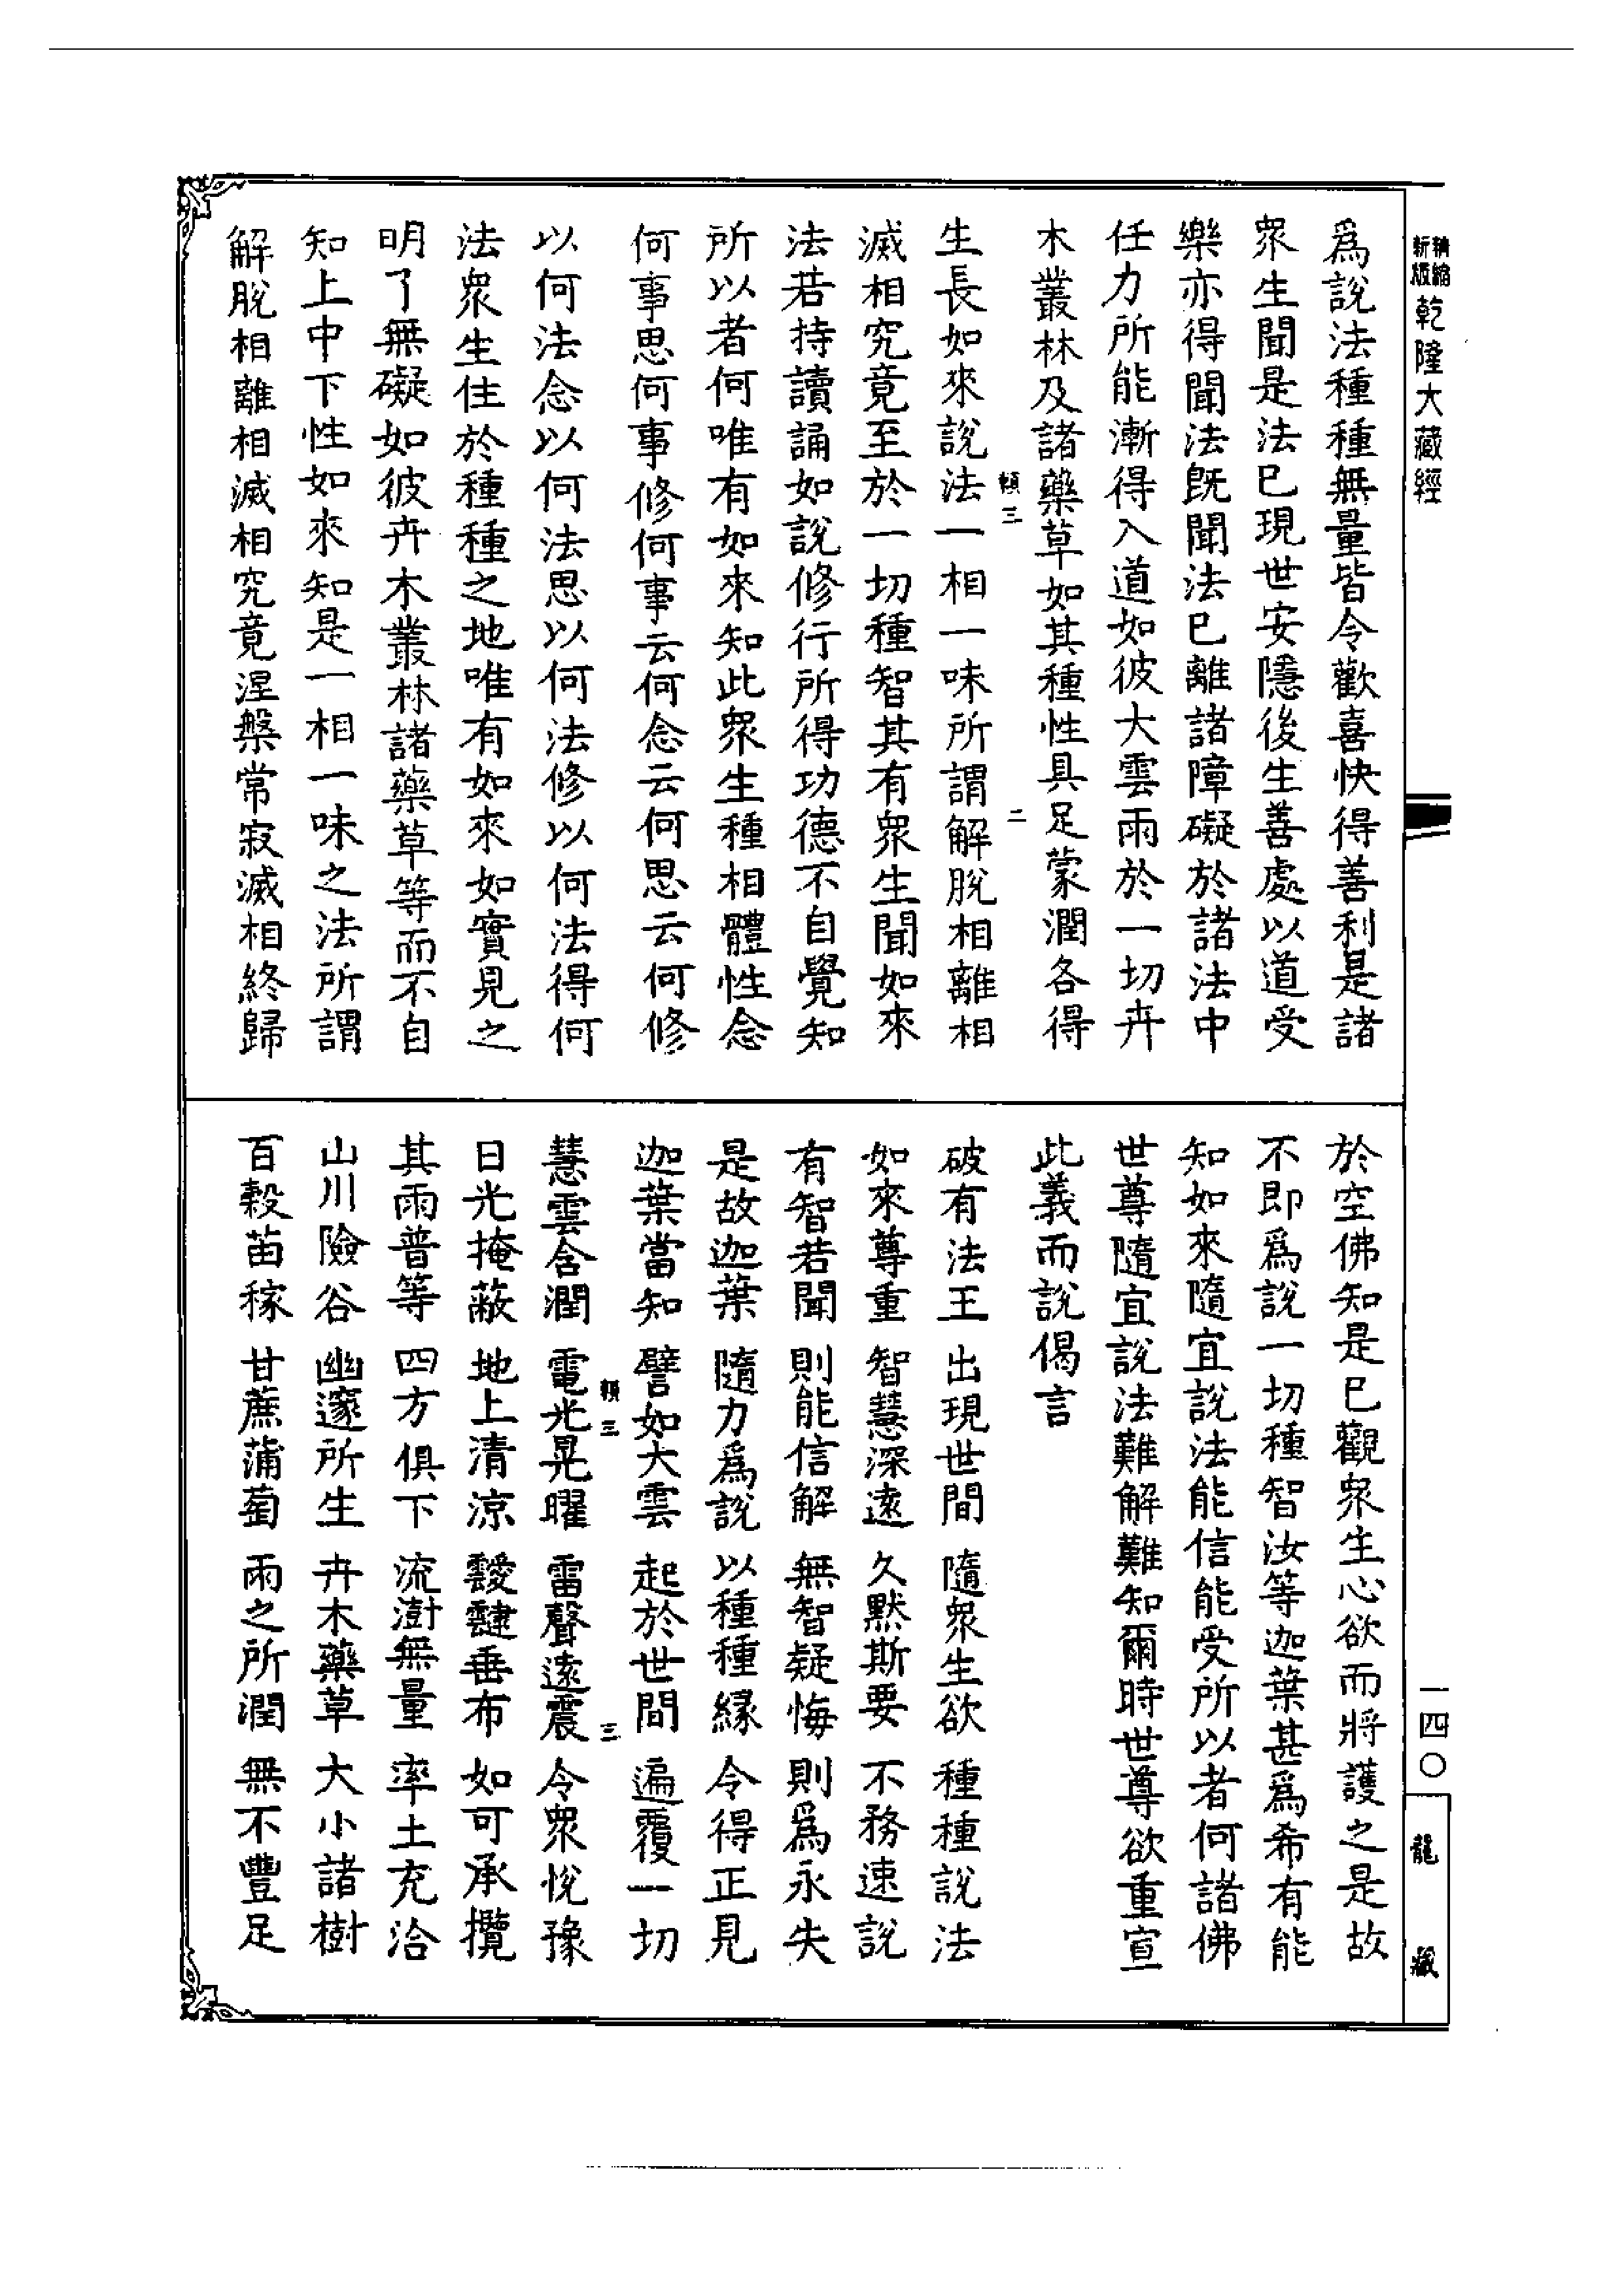 精縮新版乾隆大藏經
爲說法種種無量皆令歡喜快得善利是諸
眾生聞是法已現世安隱後生善處以道受
樂亦得聞法既聞法已離諸障礙於諸法中
任力所能漸得入道如彼大雲雨於一切卉
木叢林及諸藥草如其種性具足蒙潤各得
生長如來說法一相一味所謂解脫相離相
滅相究竟至於一切種智其有眾生聞如來
法若持讀誦如說修行所得功德不自覺知
所以者何唯有如來知此眾生種相體性念
何事思何事修何事云何念云何思云何修
以何法念以何法思以何法修以何法得何
法眾生住於種種之地唯有如來如實見之
明了無礙如彼卉木叢林諸藥草等而不自
知上中下性如來知是一相一味之法所謂
解脫相離相滅相究竟涅槃常寂滅相終歸
於空佛知是已觀眾生心欲而將護之是故
不即爲說一切種智汝等迦葉甚爲希有能
知如來隨宜說法能信能受所以者何諸佛
世尊隨宜說法難解難知爾時世尊欲重宣
此義而說偈言
破有法王 出現世間 隨眾生欲 種種說法
如來尊重 智慧深遠 久默斯要 不務速說
有智若聞 則能信解 無智疑悔 則爲永失
是故迦葉 隨力爲說 以種種緣 令得正見
迦葉當知 譬如大雲 起於世間 遍覆一切
慧雲含潤 電光晃曜 雷聲遠震 令眾悅豫
日光掩蔽 地上清涼 靉靆垂布 如可承攬
其雨普等 四方俱下 流澍無量 率土充洽
山川險谷 幽邃所生 卉木藥草 大小諸樹
百穀苗稼 甘蔗蒲萄 雨之所潤 無不豐足
三 二
三 三
一四〇
龍藏